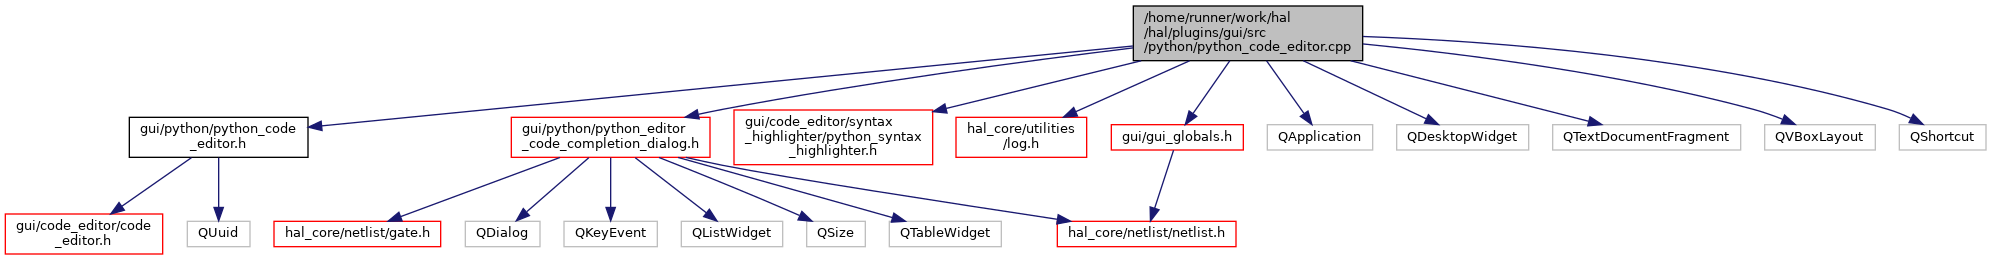 /home/runner/work/hal
/hal/plugins/gui/src
/python/python_code_editor.cpp
gui/python/python_code
_editor.h
gui/python/python_editor
_code_completion_dialog.h
gui/code_editor/syntax
_highlighter/python_syntax
_highlighter.h
hal_core/utilities
/log.h
gui/gui_globals.h
QApplication
QDesktopWidget
QTextDocumentFragment
QVBoxLayout
QShortcut
gui/code_editor/code
_editor.h
QUuid
hal_core/netlist/gate.h
QDialog
QKeyEvent
QListWidget
QSize
QTableWidget
hal_core/netlist/netlist.h